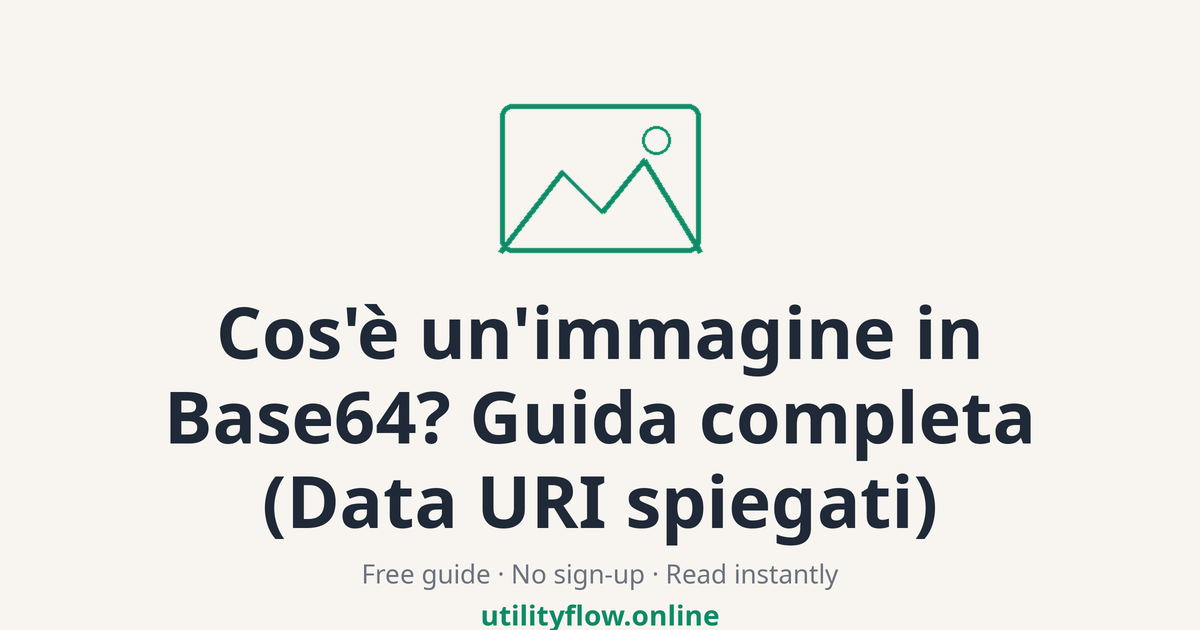 Cos'è un'immagine in
Base64? Guida completa
(Data URI spiegati)
Free guide · No sign-up · Read instantly
utilityflow.online